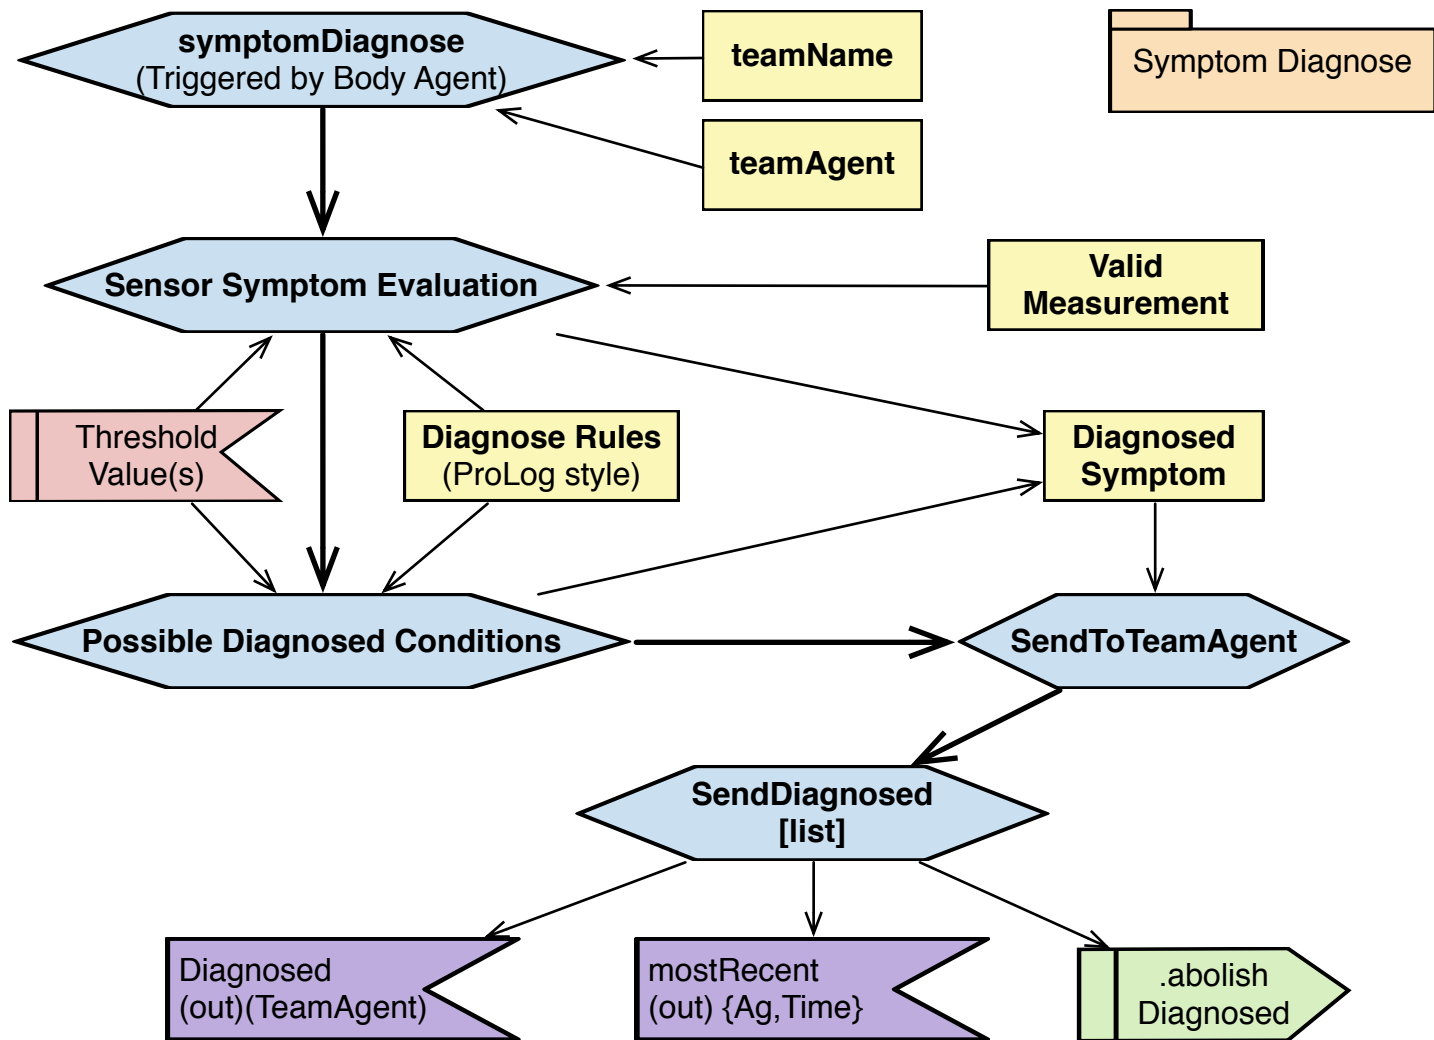 symptomDiagnose
(Triggered by Body Agent)
teamName
Symptom Diagnose
teamAgent
Sensor Symptom Evaluation
Valid
Measurement
Threshold
Value(s)
Diagnose Rules
(ProLog style)
Diagnosed
Symptom
Possible Diagnosed Conditions
SendToTeamAgent
SendDiagnosed
[list]
Diagnosed
(out)(TeamAgent)
mostRecent
(out) {Ag,Time}
.abolish
Diagnosed